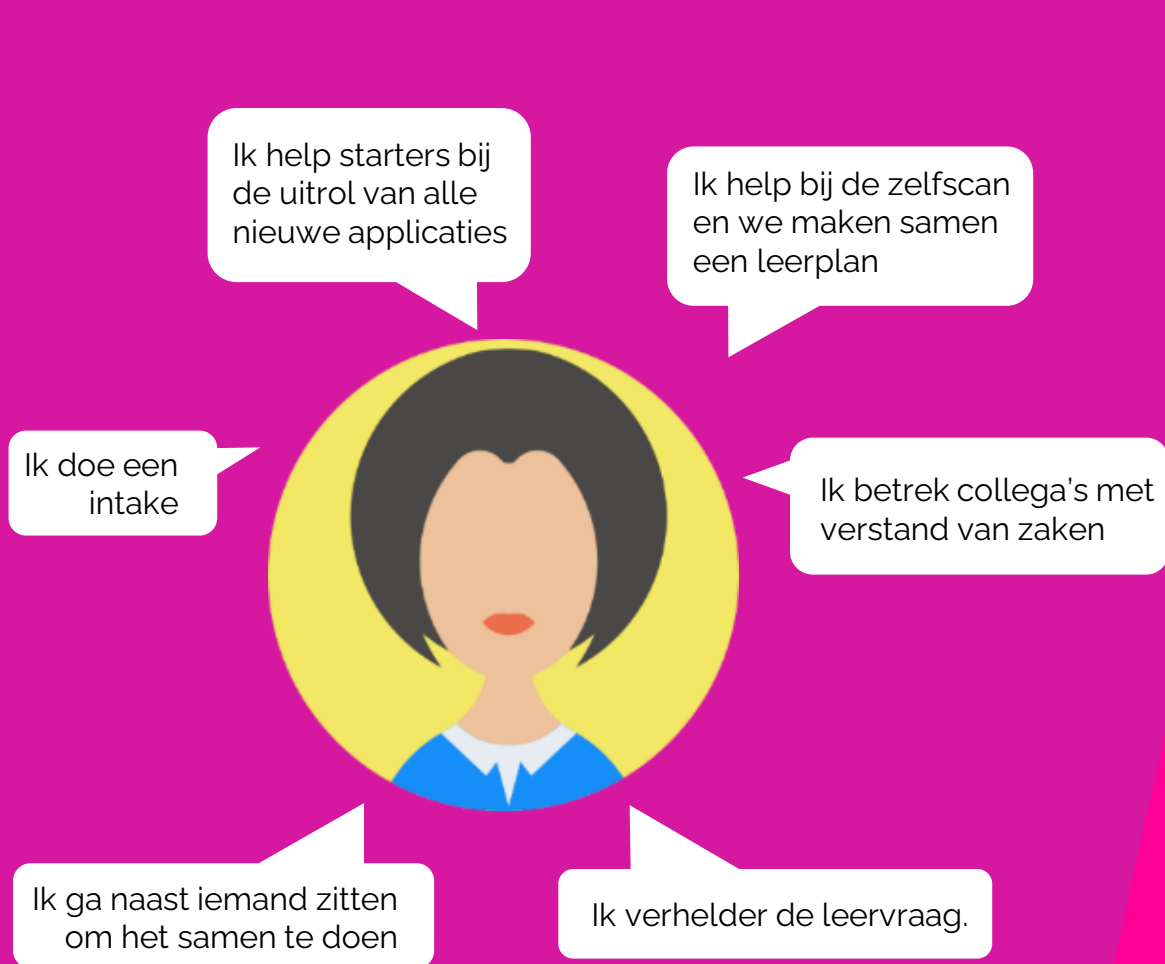 Ik help starters bij
de uitrol van alle
nieuwe applicaties
Ik help bij de zelfscan
en we maken samen
een leerplan
Ik doe een
intake
Ik betrek collega’s met
verstand van zaken
Ik ga naast iemand zitten
om het samen te doen
Ik verhelder de leervraag.